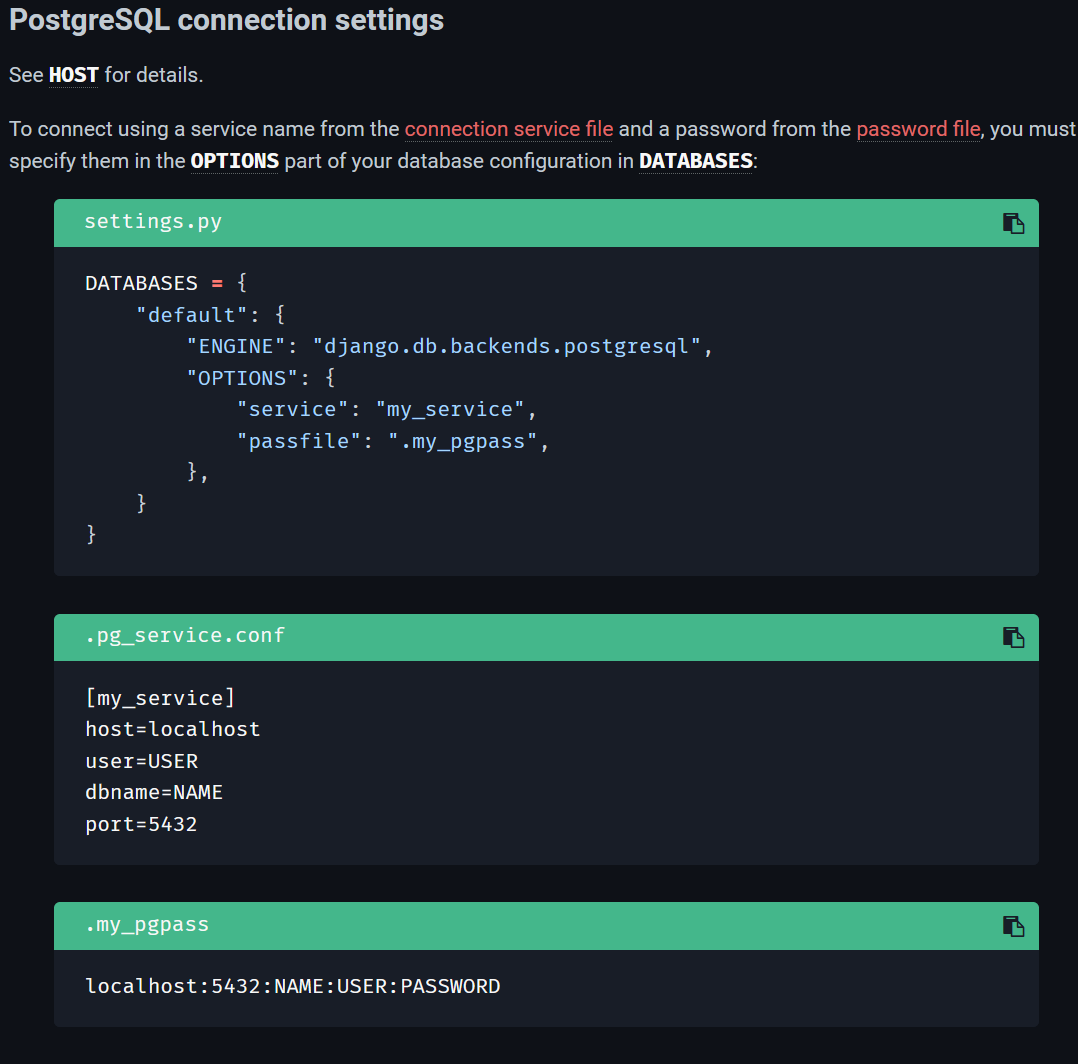 PostgreSQL connection settings
See HOST for details.
To connect using a service name from the connection service file and a password from the password file, you must
specify them in the OPTIONS part of your database configuration in DATABASES:
settings.py
DATABASES = {
    "default": {
        "ENGINE": "django.db.backends.postgresql",
        "OPTIONS": {
            "service": "my_service",
            "passfile": ".my_pgpass",
        },
    }
}
.pg_service.conf
[my_service]
host=localhost
user=USER
dbname=NAME
port=5432
.my_pgpass
localhost:5432:NAME:USER:PASSWORD